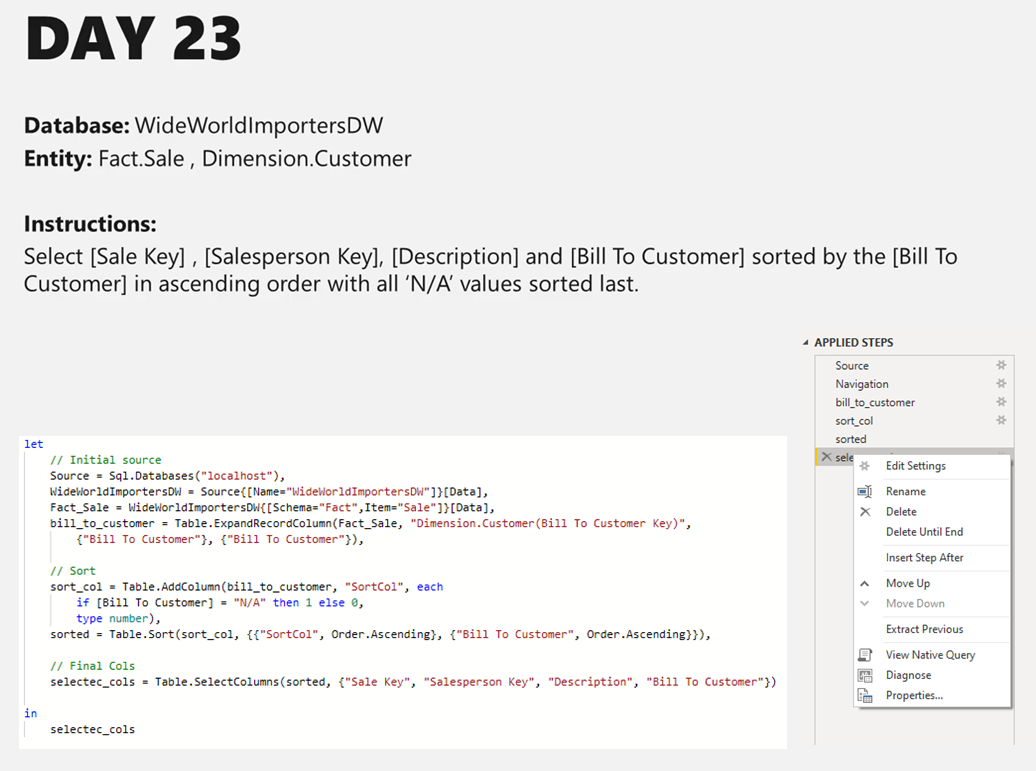 DAY 23
Database: WideWorldImportersDW
Entity: Fact.Sale , Dimension.Customer
Instructions:
Select [Sale Key] , [Salesperson Key], [Description] and [Bill To Customer] sorted by the [Bill To
Customer] in ascending order with all ‘N/A’ values sorted last.
let
// Initial source
Source = Sql.Databases("localhost"),
WideWorldImportersDW = Source{[Name="WideWorldImportersDW"]}[Data],
Fact_Sale = WideWorldImportersDW{[Schema="Fact",Item="Sale"]}[Data],
bill_to_customer = Table.ExpandRecordColumn(Fact_Sale, "Dimension.Customer(Bill To Customer Key)",
{"Bill To Customer"}, {"Bill To Customer"}),
// Sort
sort_col = Table.AddColumn(bill_to_customer, "SortCol", each
if [Bill To Customer] = "N/A" then 1 else 0,
type number),
sorted = Table.Sort(sort_col, {{"SortCol", Order.Ascending}, {"Bill To Customer", Order.Ascending}}),
// Final Cols
selectec_cols = Table.SelectColumns(sorted, {"Sale Key", "Salesperson Key", "Description", "Bill To Customer"})
in
selectec_cols
APPLIED STEPS
Source
Navigation
bill_to_customer
sort_col
sorted
sele
Edit Settings
Rename
Delete
Delete Until End
Insert Step After
Move Up
Move Down
Extract Previous
View Native Query
Diagnose
Properties...